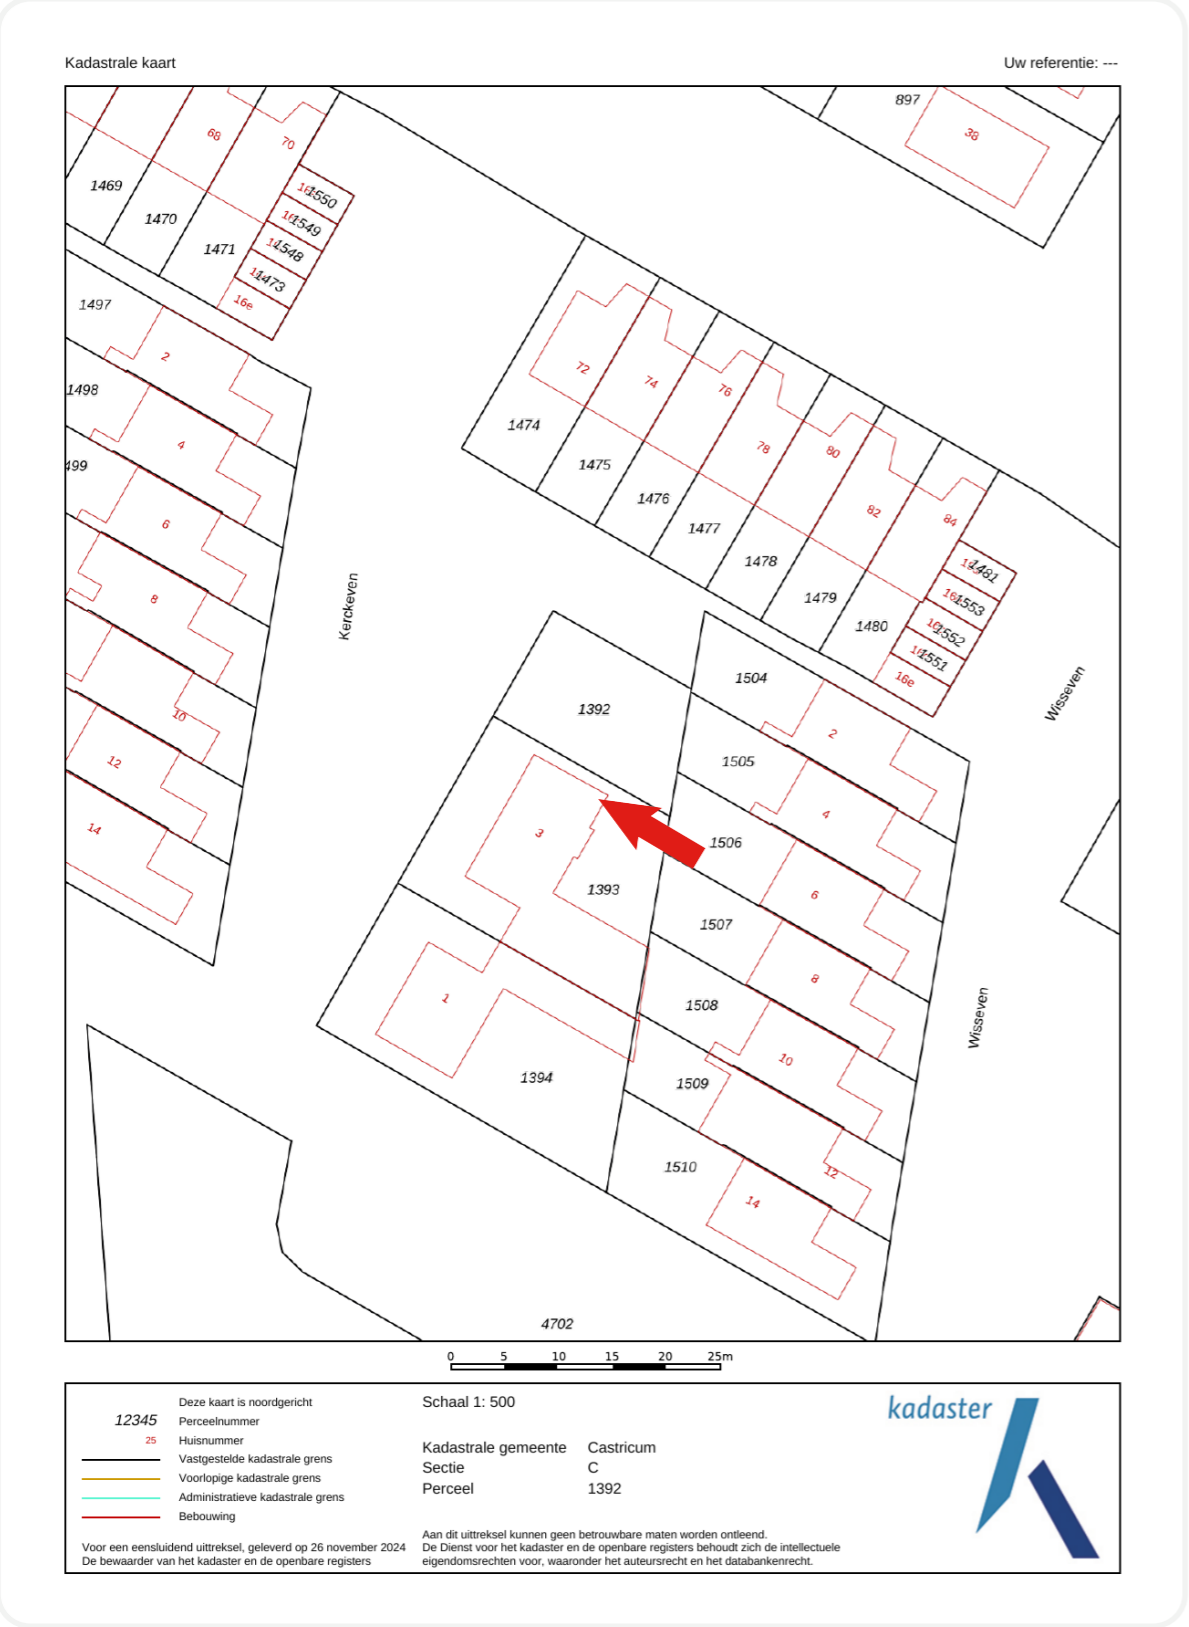 Kadastrale kaart
Uw referentie: ---
897
38
68
70
1469
1470
1471
1550
1549
1548
1473
16e
1497
2
1498
4
499
6
8
10
12
14
72
74
76
78
80
82
84
1474
1475
1476
1477
1478
1479
1480
1481
1553
1552
1551
16e
Kerckeven
Wisseven
1392
1504
2
1505
4
3
1506
1393
6
1507
8
1
1508
Wisseven
10
1394
1509
1510
12
14
4702
0 5 10 15 20 25m
Deze kaart is noordgericht
12345 Perceelnummer
25 Huisnummer
Vastgestelde kadastrale grens
Voorlopige kadastrale grens
Administratieve kadastrale grens
Bebouwing
Voor een eensluidend uittreksel, geleverd op 26 november 2024
De bewaarder van het kadaster en de openbare registers
Schaal 1: 500
Kadastrale gemeente Castricum
Sectie C
Perceel 1392
Aan dit uittreksel kunnen geen betrouwbare maten worden ontleend.
De Dienst voor het kadaster en de openbare registers behoudt zich de intellectuele
eigendomsrechten voor, waaronder het auteursrecht en het databankenrecht.
kadaster